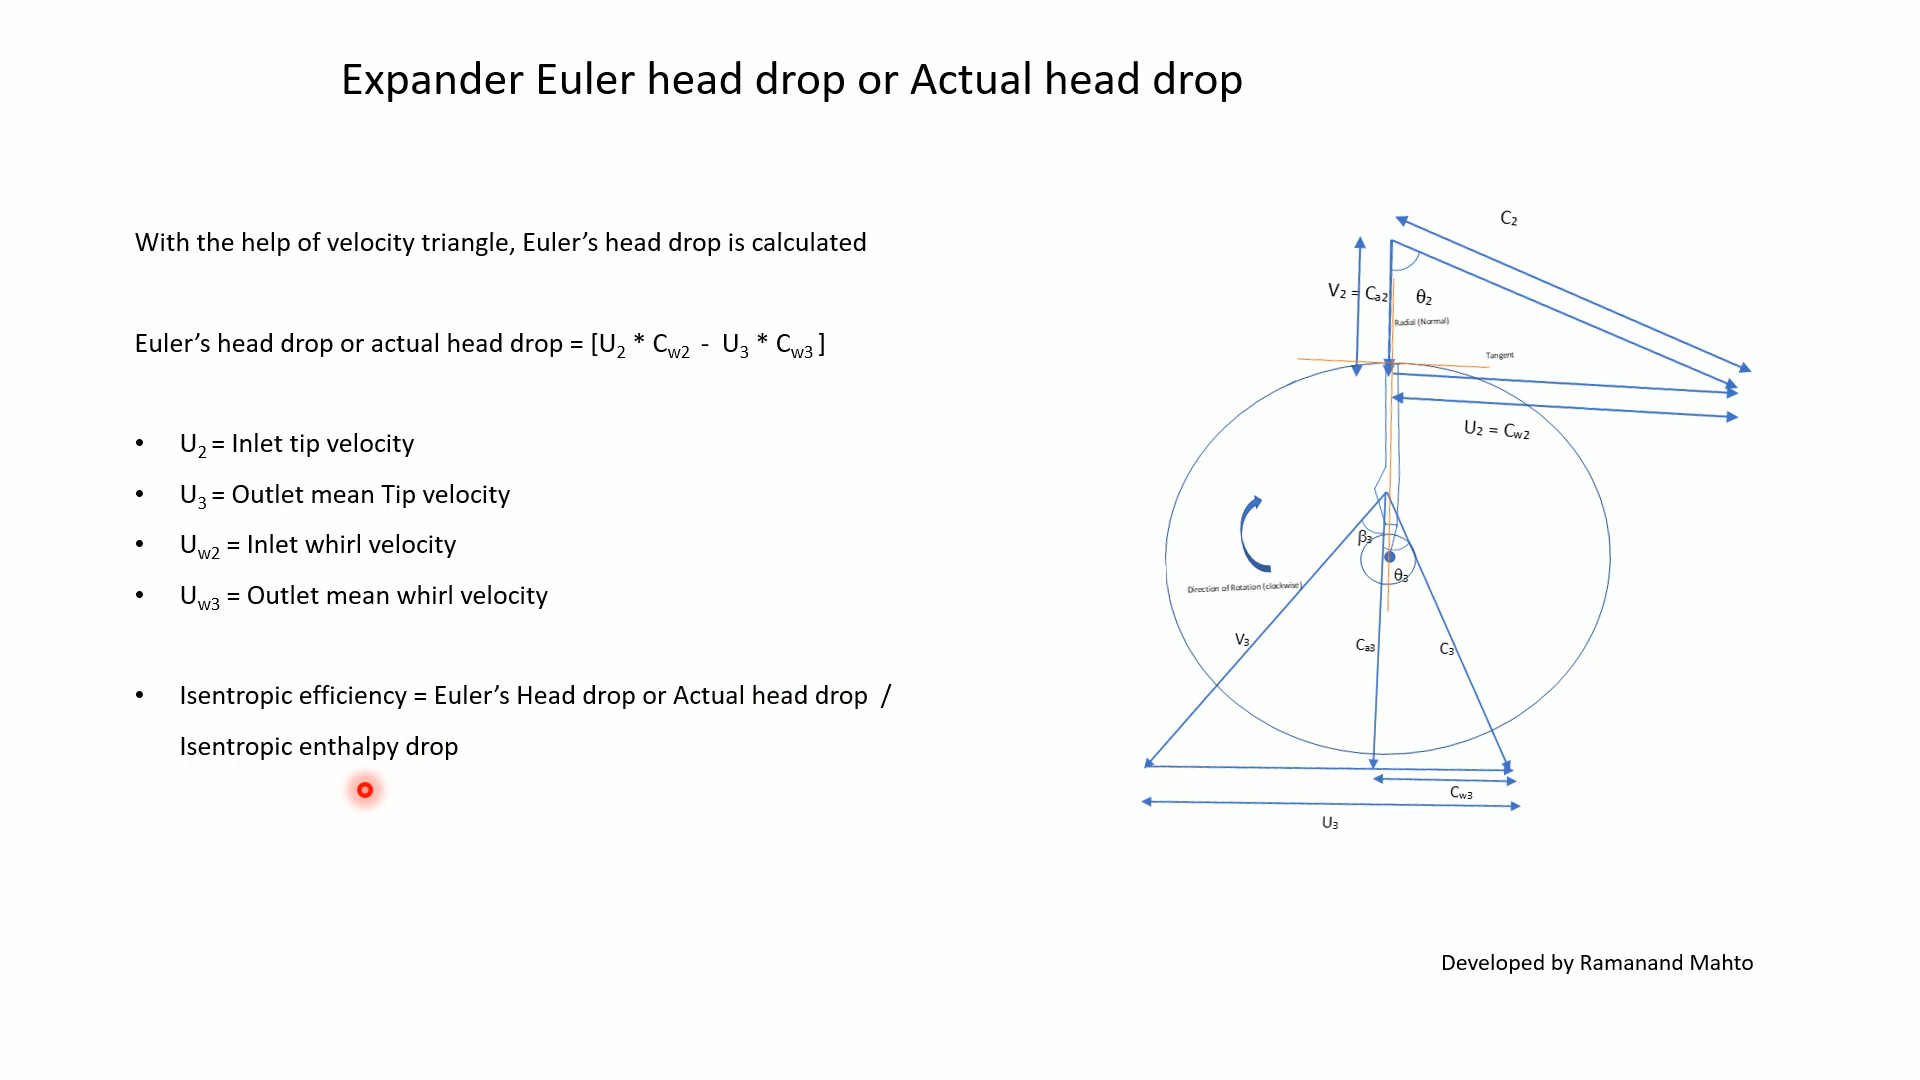 Expander Euler head drop or Actual head drop
With the help of velocity triangle, Euler’s head drop is calculated
Euler’s head drop or actual head drop = [U2 * Cw2 - U3 * Cw3 ]
• U2 = Inlet tip velocity
• U3 = Outlet mean Tip velocity
• Uw2 = Inlet whirl velocity
• Uw3 = Outlet mean whirl velocity
• Isentropic efficiency = Euler’s Head drop or Actual head drop /
Isentropic enthalpy drop
C2
V2 = Ca2
θ2
Radial (Normal)
Tangent
U2 = Cw2
β3
θ3
Direction of Rotation (clockwise)
V3
Ca3
C3
Cw3
U3
Developed by Ramanand Mahto